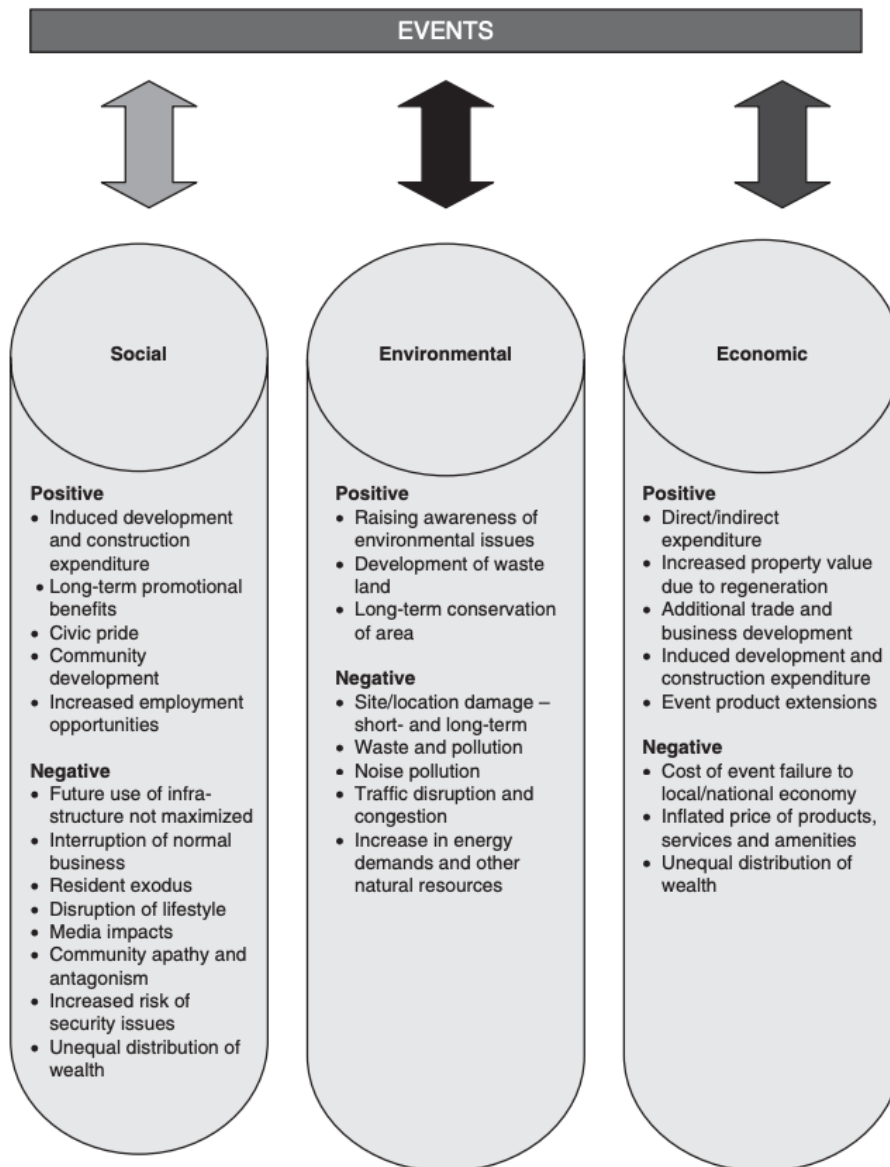 EVENTS
Social
Positive
• Induced development
and construction
expenditure
• Long-term promotional
benefits
• Civic pride
• Community
development
• Increased employment
opportunities
Negative
• Future use of infra-
structure not maximized
• Interruption of normal
business
• Resident exodus
• Disruption of lifestyle
• Media impacts
• Community apathy and
antagonism
• Increased risk of
security issues
• Unequal distribution of
wealth
Environmental
Positive
• Raising awareness of
environmental issues
• Development of waste
land
• Long-term conservation
of area
Negative
• Site/location damage –
short- and long-term
• Waste and pollution
• Noise pollution
• Traffic disruption and
congestion
• Increase in energy
demands and other
natural resources
Economic
Positive
• Direct/indirect
expenditure
• Increased property value
due to regeneration
• Additional trade and
business development
• Induced development and
construction expenditure
• Event product extensions
Negative
• Cost of event failure to
local/national economy
• Inflated price of products,
services and amenities
• Unequal distribution of
wealth